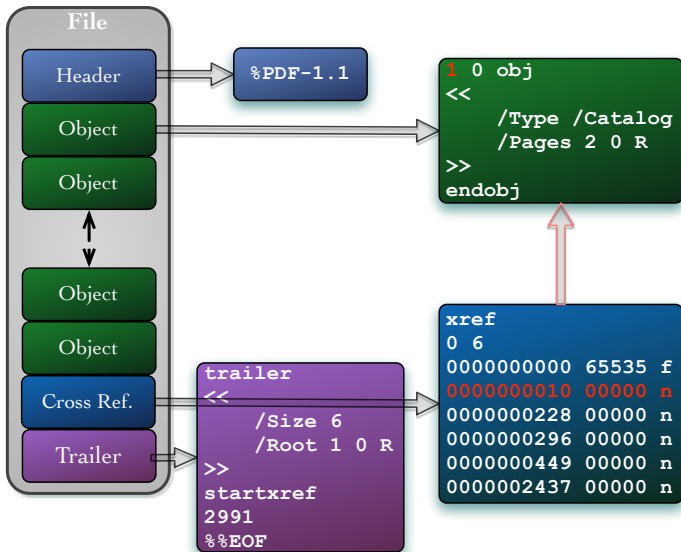 File
Header
Object
Object
Object
Object
Cross Ref.
Trailer
%PDF-1.1
1 0 obj
<<
/Type /Catalog
/Pages 2 0 R
>>
endobj
trailer
<<
/Size 6
/Root 1 0 R
>>
startxref
2991
%%EOF
xref
0 6
0000000000 65535 f
0000000010 00000 n
0000000228 00000 n
0000000296 00000 n
0000000449 00000 n
0000002437 00000 n